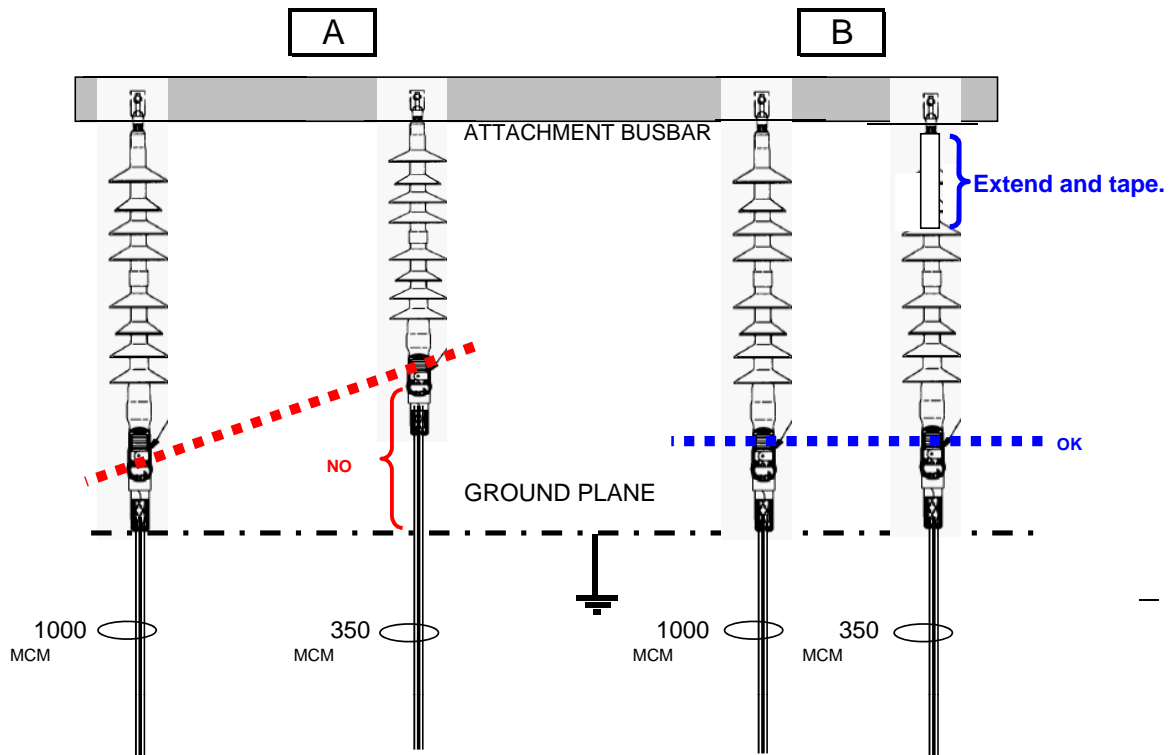 A
B
ATTACHMENT BUSBAR
Extend and tape.
NO
OK
GROUND PLANE
1000
MCM
350
MCM
1000
MCM
350
MCM